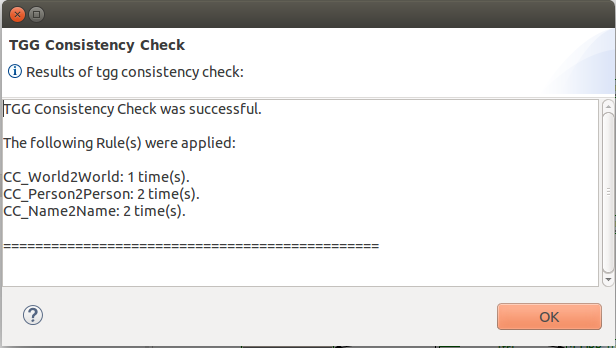 TGG Consistency Check
Results of tgg consistency check:
TGG Consistency Check was successful.
The following Rule(s) were applied:
CC_World2World: 1 time(s).
CC_Person2Person: 2 time(s).
CC_Name2Name: 2 time(s).
===============================================
?
OK